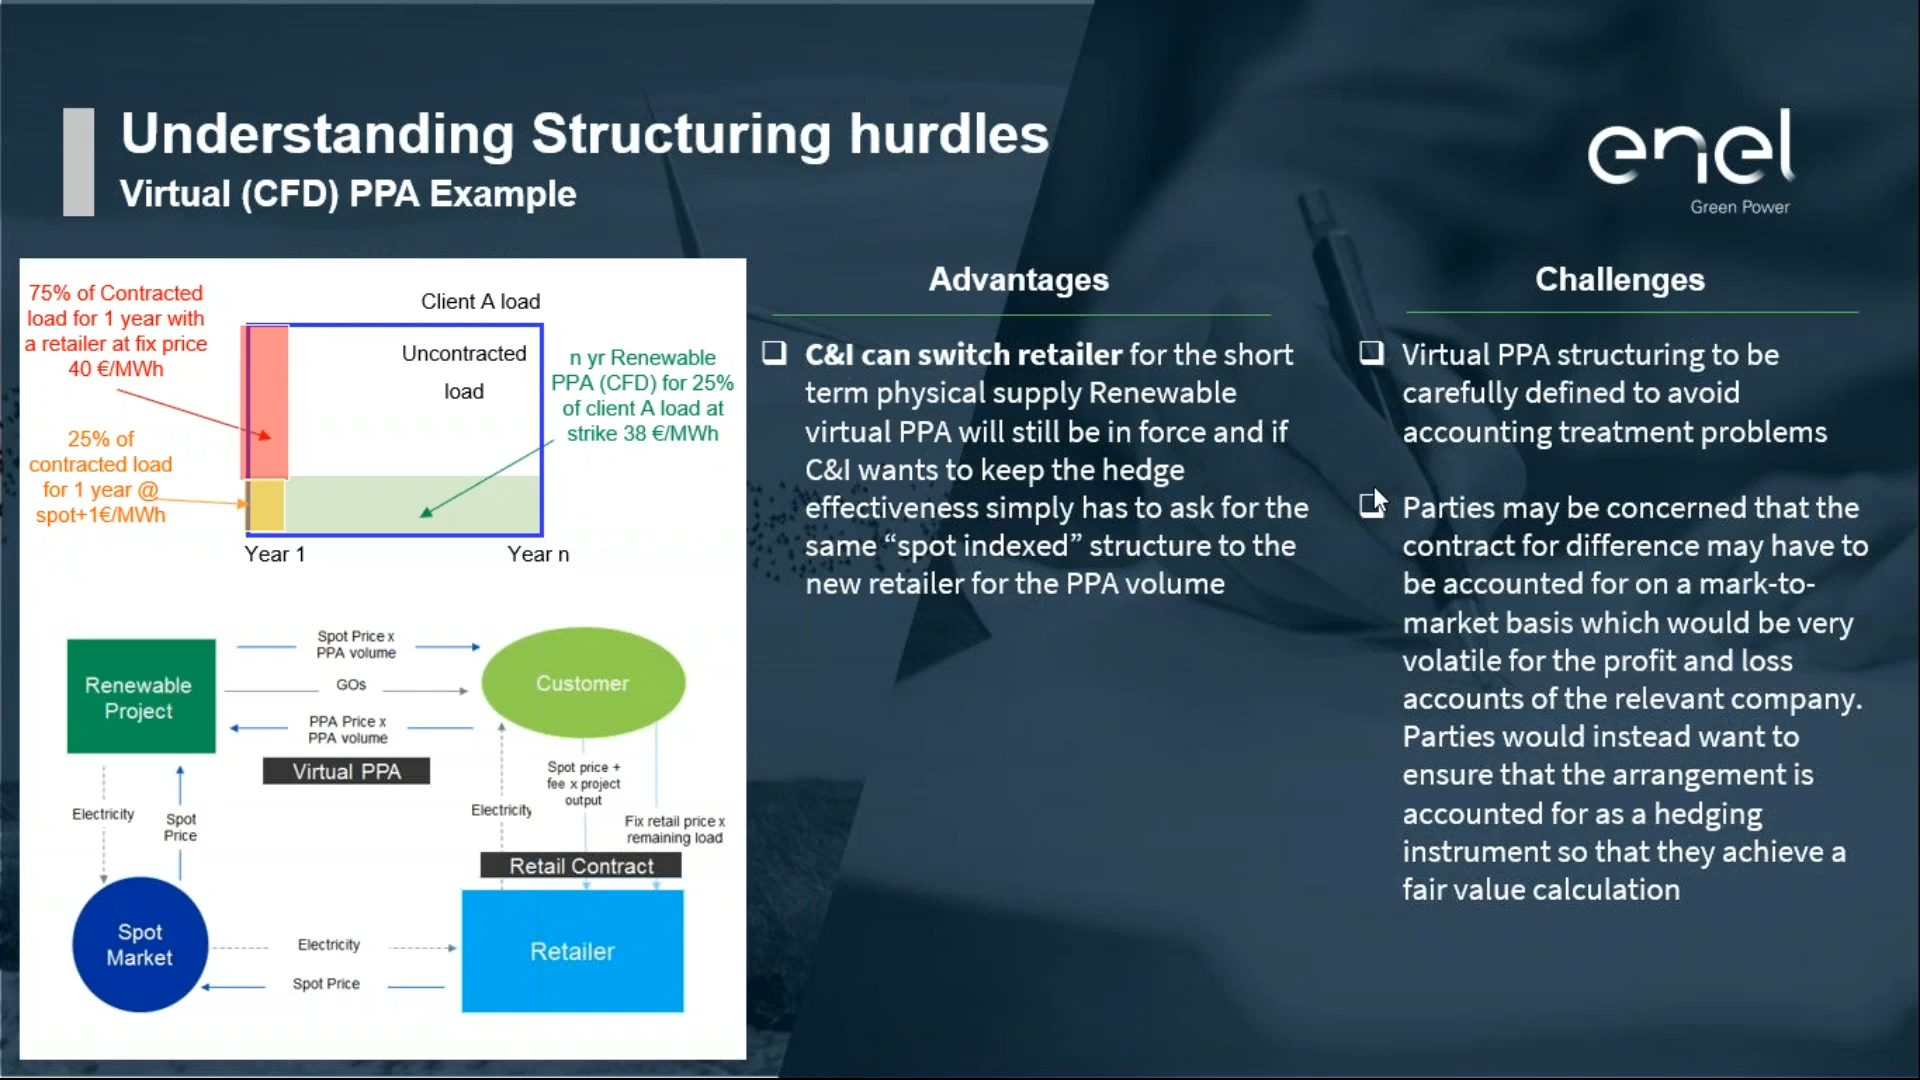 Understanding Structuring hurdles
Virtual (CFD) PPA Example
enel
Green Power
75% of Contracted
load for 1 year with
a retailer at fix price
40 €/MWh
25% of
contracted load
for 1 year @
spot+1€/MWh
Client A load
Uncontracted
load
n yr Renewable
PPA (CFD) for 25%
of client A load at
strike 38 €/MWh
Year 1
Year n
Renewable
Project
Spot Price x
PPA volume
GOs
PPA Price x
PPA volume
Virtual PPA
Customer
Electricity
Spot
Price
Electricity
Spot price +
fee x project
output
Fix retail price x
remaining load
Retail Contract
Spot
Market
Electricity
Spot Price
Retailer
Advantages
C&I can switch retailer for the short
term physical supply Renewable
virtual PPA will still be in force and if
C&I wants to keep the hedge
effectiveness simply has to ask for the
same “spot indexed” structure to the
new retailer for the PPA volume
Challenges
Virtual PPA structuring to be
carefully defined to avoid
accounting treatment problems
Parties may be concerned that the
contract for difference may have to
be accounted for on a mark-to-
market basis which would be very
volatile for the profit and loss
accounts of the relevant company.
Parties would instead want to
ensure that the arrangement is
accounted for as a hedging
instrument so that they achieve a
fair value calculation